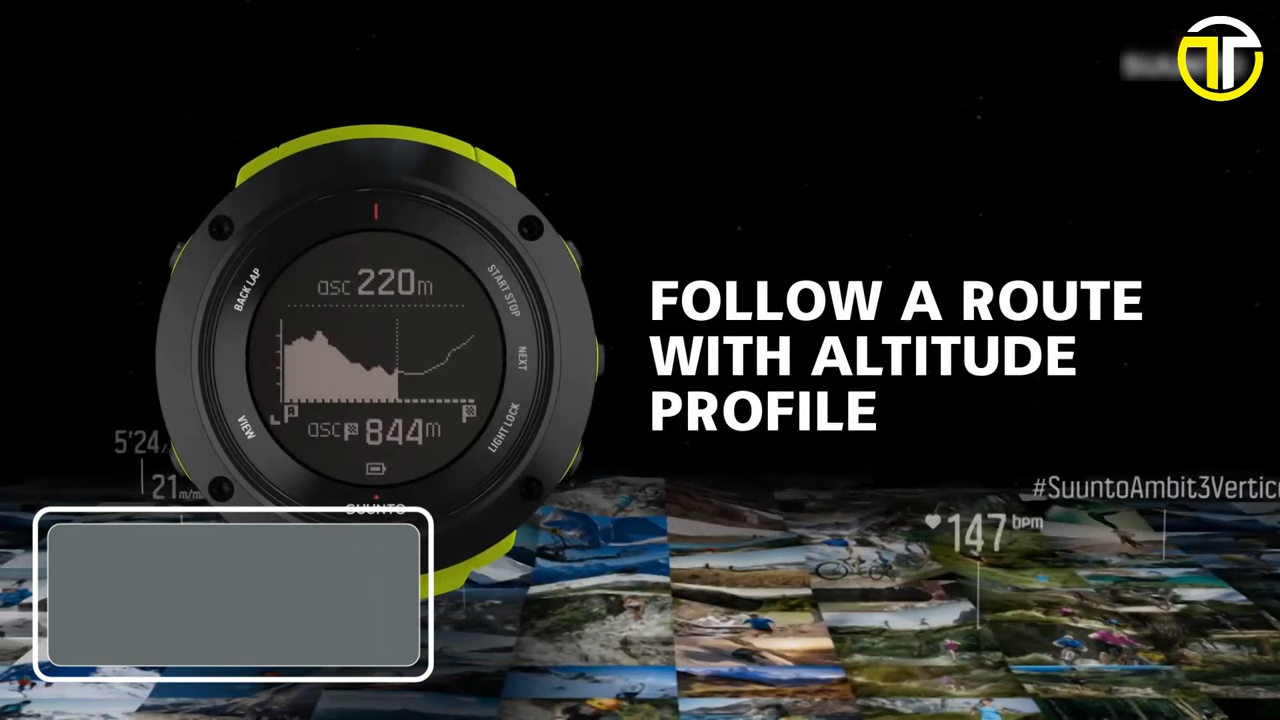 asc 220m
BACK LAP
START STOP
NEXT
FOLLOW A ROUTE
WITH ALTITUDE
PROFILE
VIEW
LIGHT LOCK
asc 844m
5'24
21
SUUNTO
#SuuntoAmbit3Vertic
147 bpm